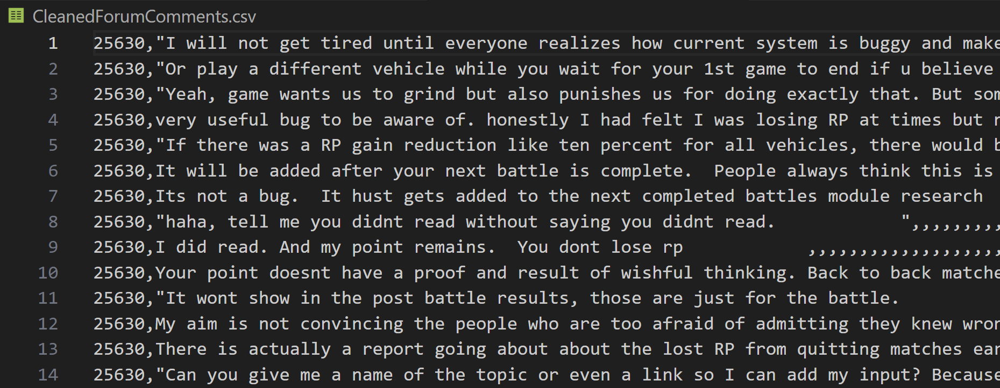 CleanedForumComments.csv
1 25630,"I will not get tired until everyone realizes how current system is buggy and make
2 25630,"Or play a different vehicle while you wait for your 1st game to end if u believe
3 25630,"Yeah, game wants us to grind but also punishes us for doing exactly that. But som
4 25630,very useful bug to be aware of. honestly I had felt I was losing RP at times but
5 25630,"If there was a RP gain reduction like ten percent for all vehicles, there would b
6 25630,It will be added after your next battle is complete.  People always think this is
7 25630,Its not a bug.  It hust gets added to the next completed battles module research
8 25630,"haha, tell me you didnt read without saying you didnt read.            ",,,,,,,,,
9 25630,I did read. And my point remains.  You dont lose rp            ,,,,,,,,,,,,,,,,,,,
10 25630,Your point doesnt have a proof and result of wishful thinking. Back to back matche
11 25630,"It wont show in the post battle results, those are just for the battle.
12 25630,My aim is not convincing the people who are too afraid of admitting they knew wron
13 25630,There is actually a report going about about the lost RP from quitting matches ear
14 25630,"Can you give me a name of the topic or even a link so I can add my input? Because